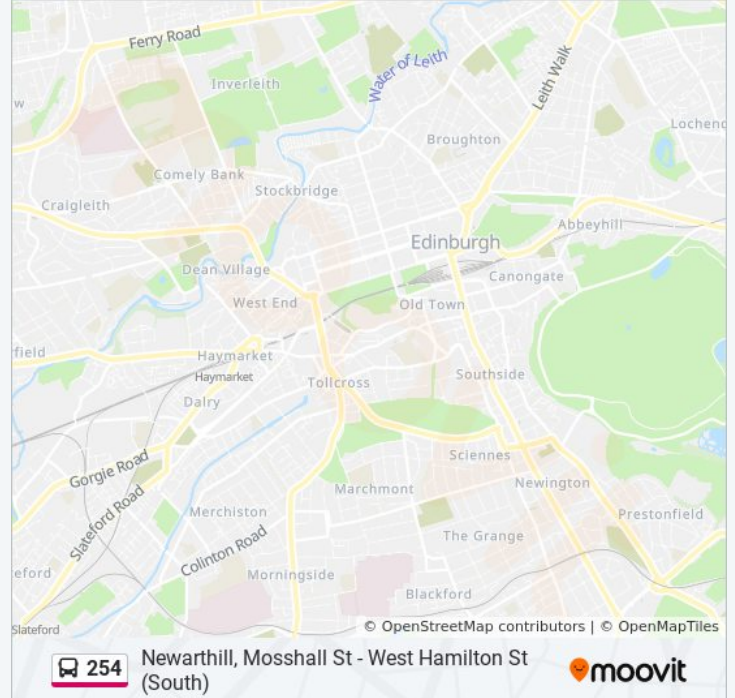 Ferry Road
Water of Leith
Leith Walk
Inverleith
w
Lochend
Broughton
Comely Bank
Stockbridge
Craigleith
Abbeyhill
Edinburgh
Dean Village
Canongate
West End
Old Town
field
Haymarket
Haymarket
Tollcross
Southside
Dalry
Gorgie Road
Sciennes
Marchmont
Newington
Slateford Road
Merchiston
Prestonfield
Colinton Road
The Grange
eford
Morningside
Blackford
Slateford
© OpenStreetMap contributors | © OpenMapTiles
254
Newarthill, Mosshall St - West Hamilton St
(South)
moovit